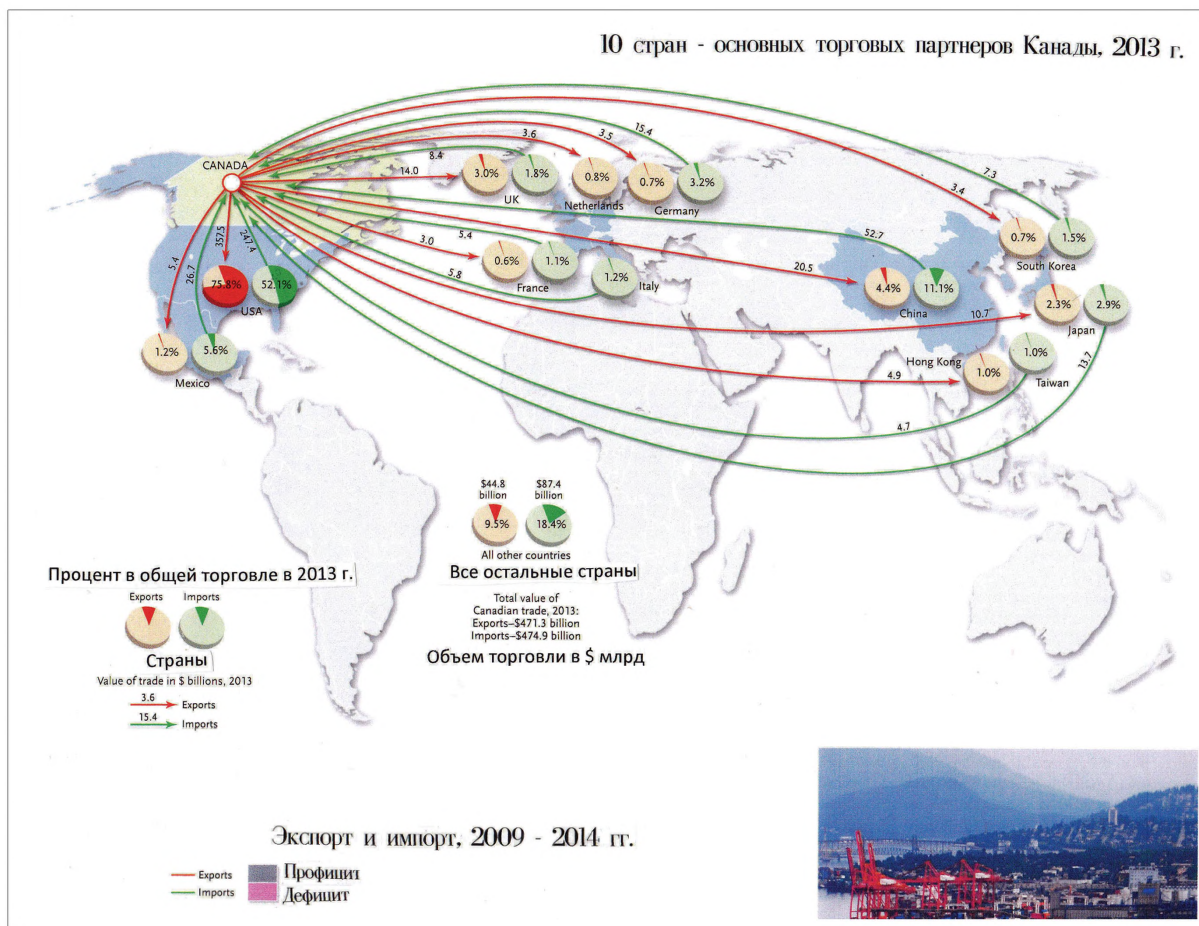 10 стран - основных торговых партнеров Канады, 2013 г.
CANADA
15.4
3.6
3.5
8.4
14.0
7.3
3.4
3.0%
1.8%
UK
0.8%
Netherlands
0.7%
3.2%
Germany
52.7
0.7%
1.5%
South Korea
5.4
357.5
247.4
26.7
3.0
5.4
5.8
0.6%
1.1%
France
1.2%
Italy
20.5
4.4%
11.1%
China
75.8%
52.1%
USA
10.7
2.3%
2.9%
Japan
1.2%
5.6%
Mexico
4.9
Hong Kong
1.0%
1.0%
Taiwan
13.7
4.7
$44.8
billion
$87.4
billion
9.5%
18.4%
All other countries
Все остальные страны
Total value of
Canadian trade, 2013:
Exports–$471.3 billion
Imports–$474.9 billion
Объем торговли в $ млрд
Процент в общей торговле в 2013 г.
Exports
Imports
Страны
Value of trade in $ billions, 2013
3.6
Exports
15.4
Imports
Экспорт и импорт, 2009 - 2014 гг.
Exports
Imports
Профицит
Дефицит